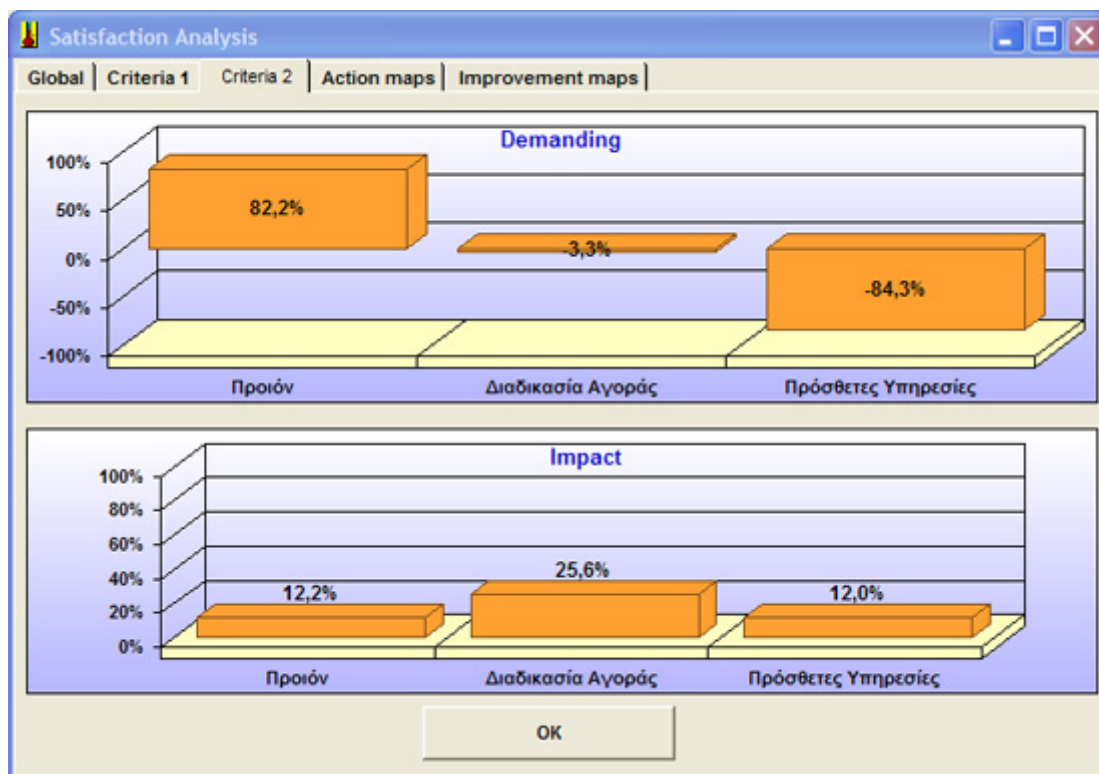 Satisfaction Analysis
Global Criteria 1 Criteria 2 Action maps Improvement maps
Demanding
100%
50%
0%
-50%
-100%
82,2%
-3,3%
-84,3%
Προιόν Διαδικασία Αγοράς Πρόσθετες Υπηρεσίες
Impact
100%
80%
60%
40%
20%
0%
12,2%
25,6%
12,0%
Προιόν Διαδικασία Αγοράς Πρόσθετες Υπηρεσίες
OK